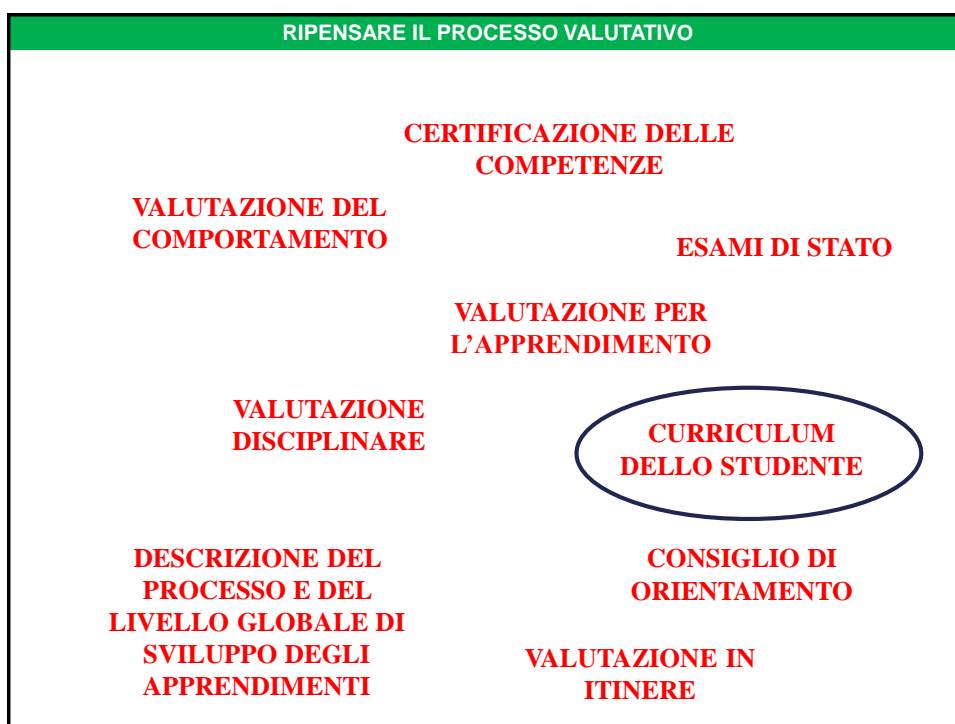 RIPENSARE IL PROCESSO VALUTATIVO
CERTIFICAZIONE DELLE
COMPETENZE
VALUTAZIONE DEL
COMPORTAMENTO
ESAMI DI STATO
VALUTAZIONE PER
L’APPRENDIMENTO
VALUTAZIONE
DISCIPLINARE
CURRICULUM
DELLO STUDENTE
DESCRIZIONE DEL
PROCESSO E DEL
LIVELLO GLOBALE DI
SVILUPPO DEGLI
APPRENDIMENTI
CONSIGLIO DI
ORIENTAMENTO
VALUTAZIONE IN
ITINERE